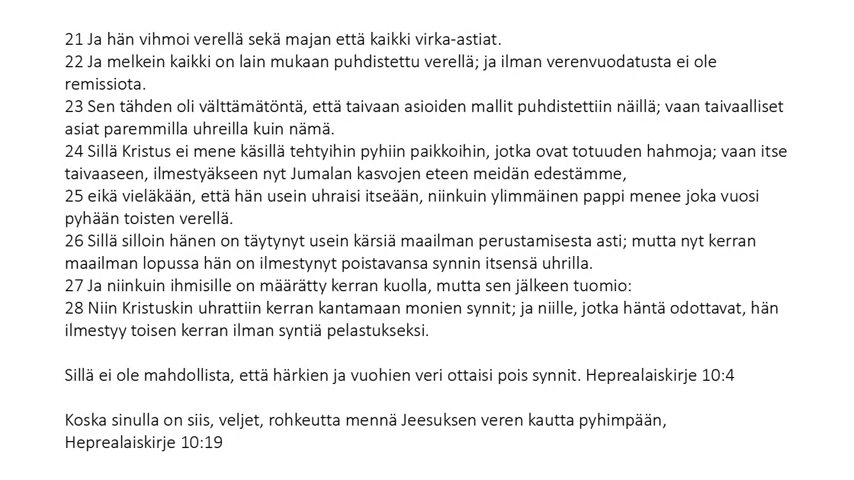 21 Ja hän vihmoi verellä sekä majan että kaikki virka-astiat.
22 Ja melkein kaikki on lain mukaan puhdistettu verellä; ja ilman verenvuodatusta ei ole
remissiota.
23 Sen tähden oli välttämätöntä, että taivaan asioiden mallit puhdistettiin näillä; vaan taivaalliset
asiat paremmilla uhreilla kuin nämä.
24 Sillä Kristus ei mene käsillä tehtyihin pyhiin paikkoihin, jotka ovat totuuden hahmoja; vaan itse
taivaaseen, ilmestyäkseen nyt Jumalan kasvojen eteen meidän edestämme,
25 eikä vieläkään, että hän usein uhraisi itseään, niinkuin ylimmäinen pappi menee joka vuosi
pyhään toisten verellä.
26 Sillä silloin hänen on täytynyt usein kärsiä maailman perustamisesta asti; mutta nyt kerran
maailman lopussa hän on ilmestynyt poistavansa synnin itsensä uhrilla.
27 Ja niinkuin ihmisille on määrätty kerran kuolla, mutta sen jälkeen tuomio:
28 Niin Kristuskin uhrattiin kerran kantamaan monien synnit; ja niille, jotka häntä odottavat, hän
ilmestyy toisen kerran ilman syntiä pelastukseksi.
Sillä ei ole mahdollista, että härkien ja vuohien veri ottaisi pois synnit. Heprealaiskirje 10:4
Koska sinulla on siis, veljet, rohkeutta mennä Jeesuksen veren kautta pyhimpään,
Heprealaiskirje 10:19